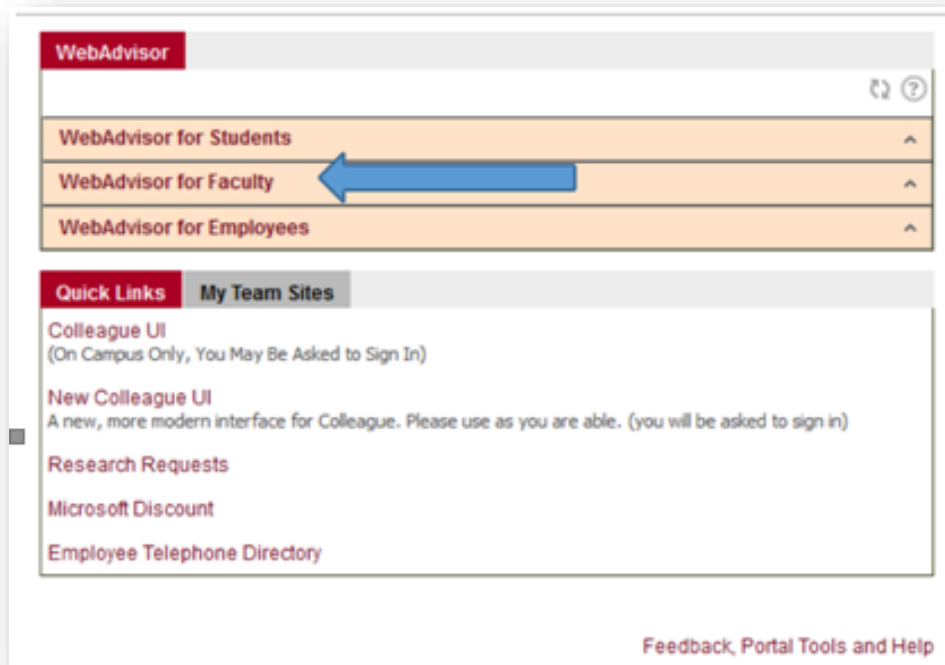 WebAdvisor
WebAdvisor for Students
WebAdvisor for Faculty
WebAdvisor for Employees
Quick Links My Team Sites
Colleague UI
(On Campus Only, You May Be Asked to Sign In)
New Colleague UI
A new, more modern interface for Colleague. Please use as you are able. (you will be asked to sign in)
Research Requests
Microsoft Discount
Employee Telephone Directory
Feedback, Portal Tools and Help